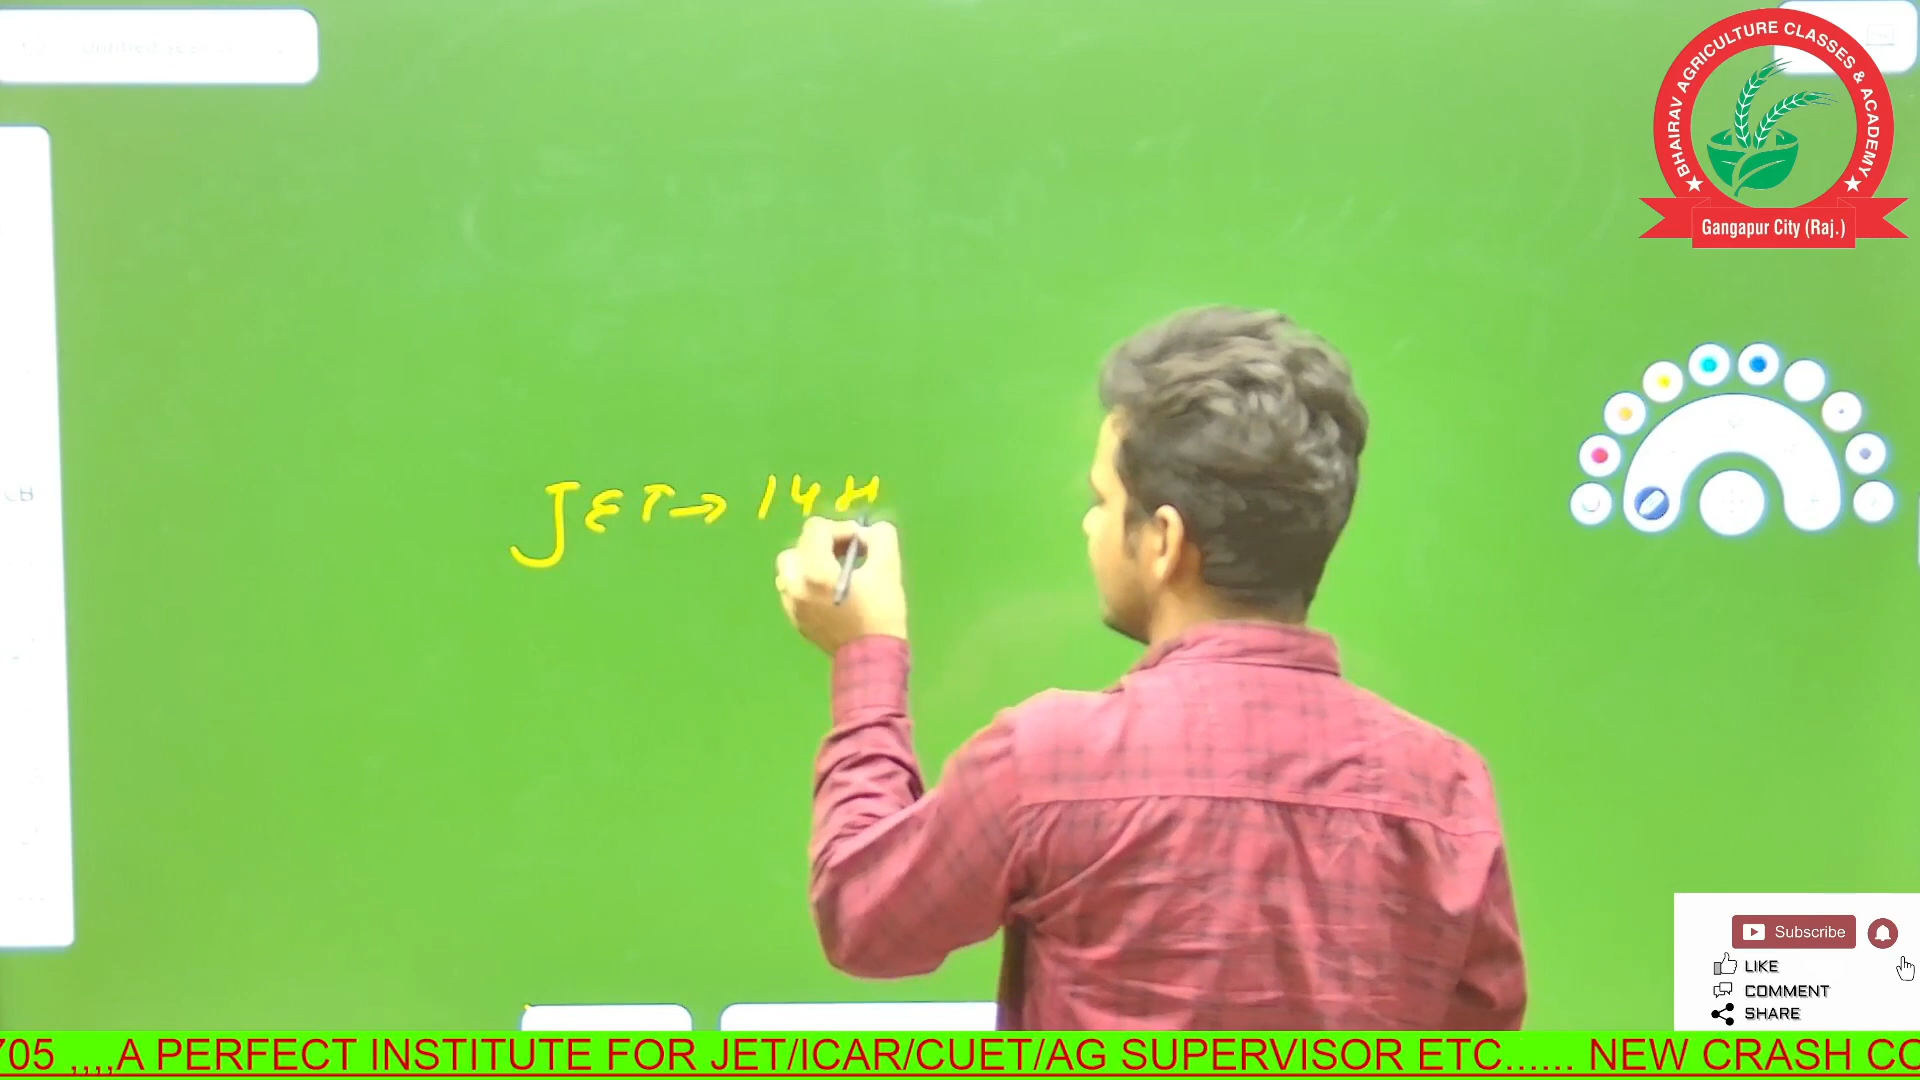 BHAIRAV AGRICULTURE CLASSES & ACADEMY
Gangapur City (Raj.)
JET → 14 M
Subscribe
LIKE
COMMENT
SHARE
705 ,,,,A PERFECT INSTITUTE FOR JET/ICAR/CUET/AG SUPERVISOR ETC...... NEW CRASH CO